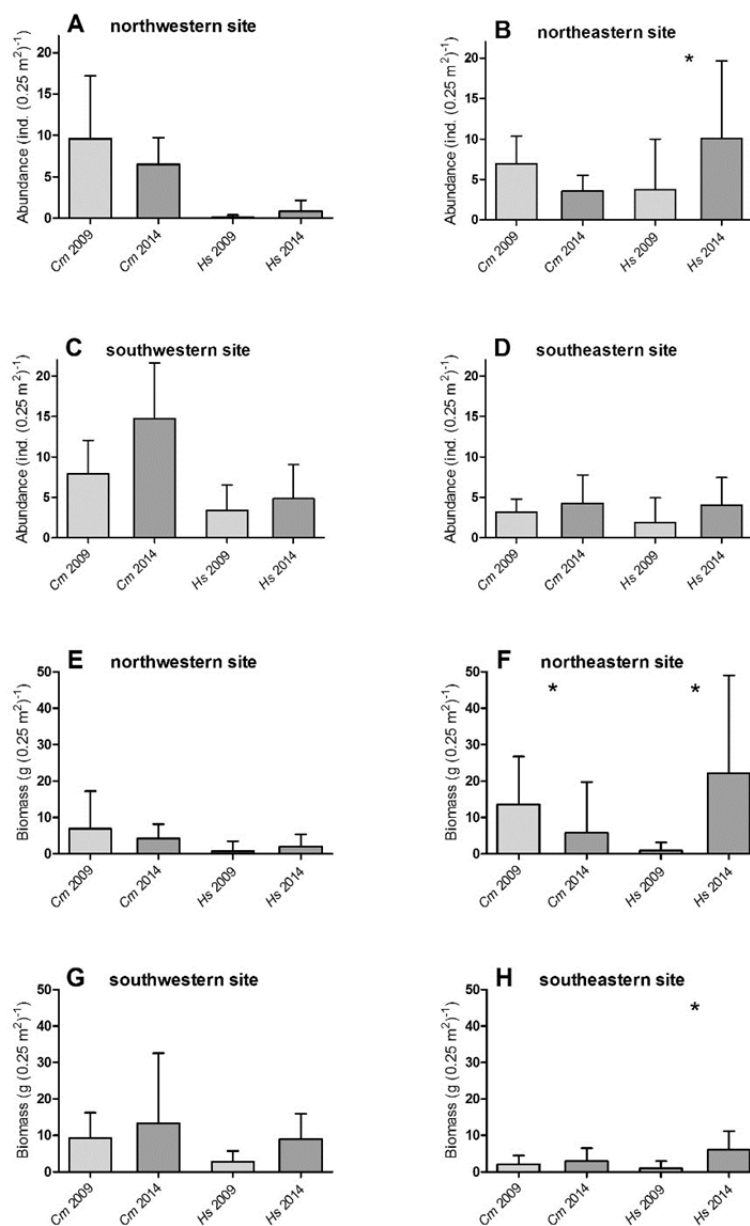 A northwestern site
Abundance (ind. (0.25 m²)⁻¹)
20
15
10
5
0
Cm 2009
Cm 2014
Hs 2009
Hs 2014
B northeastern site
Abundance (ind. (0.25 m²)⁻¹)
20
15
10
5
0
*
Cm 2009
Cm 2014
Hs 2009
Hs 2014
C southwestern site
Abundance (ind. (0.25 m²)⁻¹)
20
15
10
5
0
Cm 2009
Cm 2014
Hs 2009
Hs 2014
D southeastern site
Abundance (ind. (0.25 m²)⁻¹)
20
15
10
5
0
Cm 2009
Cm 2014
Hs 2009
Hs 2014
E northwestern site
Biomass (g (0.25 m²)⁻¹)
50
40
30
20
10
0
Cm 2009
Cm 2014
Hs 2009
Hs 2014
F northeastern site
Biomass (g (0.25 m²)⁻¹)
50
40
30
20
10
0
*
*
Cm 2009
Cm 2014
Hs 2009
Hs 2014
G southwestern site
Biomass (g (0.25 m²)⁻¹)
50
40
30
20
10
0
Cm 2009
Cm 2014
Hs 2009
Hs 2014
H southeastern site
Biomass (g (0.25 m²)⁻¹)
50
40
30
20
10
0
*
Cm 2009
Cm 2014
Hs 2009
Hs 2014